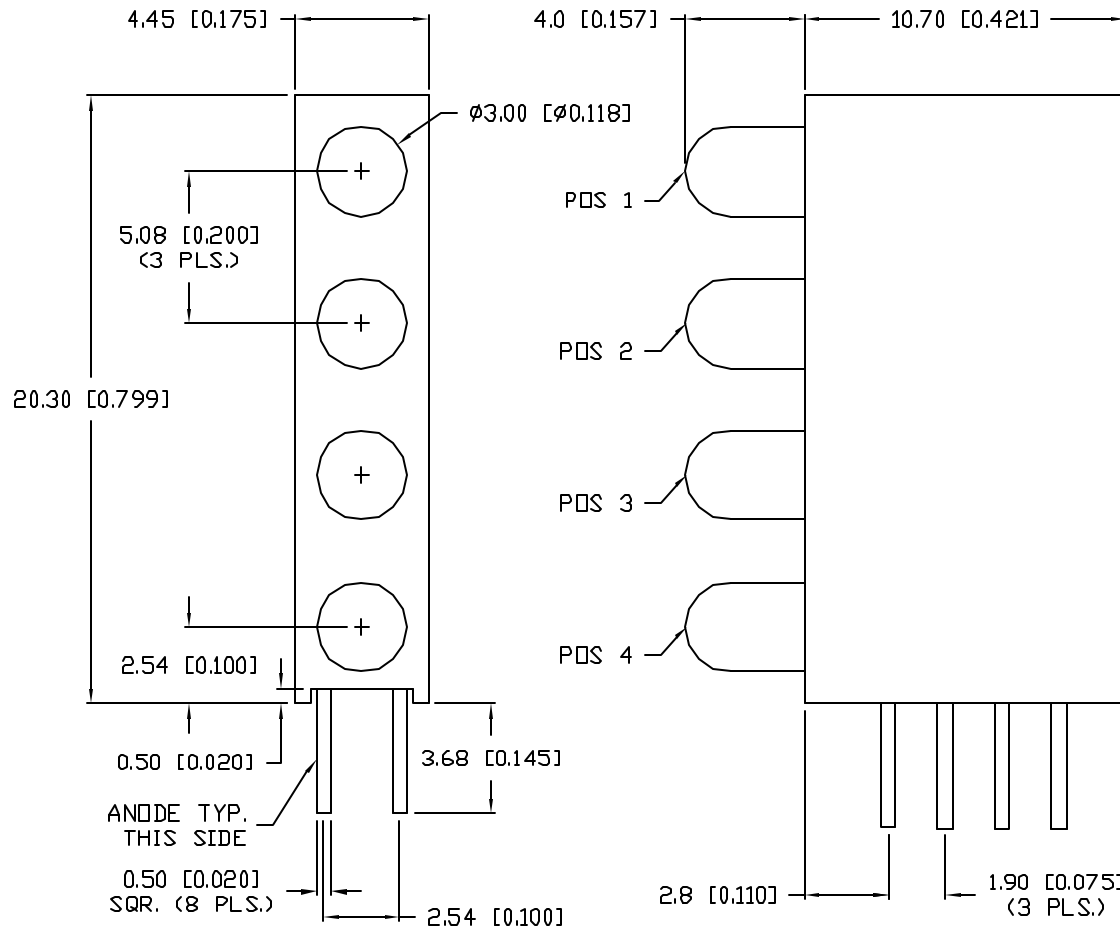 4.45 [0.175]
4.0 [0.157]
10.70 [0.421]
Ø3.00 [Ø0.118]
POS 1
5.08 [0.200]
(3 PLS.)
POS 2
20.30 [0.799]
POS 3
POS 4
2.54 [0.100]
0.50 [0.020]
3.68 [0.145]
ANODE TYP.
THIS SIDE
0.50 [0.020]
SQR. (8 PLS.)
2.54 [0.100]
2.8 [0.110]
1.90 [0.075]
(3 PLS.)